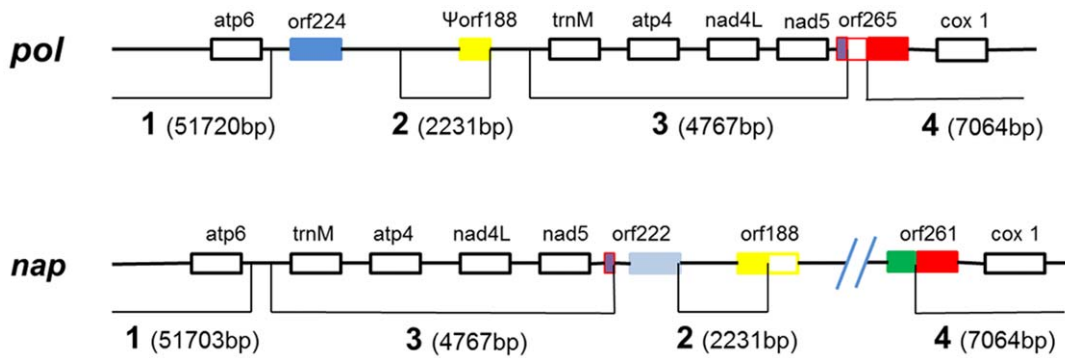 atp6 orf224 Ψorf188 trnM atp4 nad4L nad5 orf265 cox 1
pol
1 (51720bp) 2 (2231bp) 3 (4767bp) 4 (7064bp)
atp6 trnM atp4 nad4L nad5 orf222 orf188 orf261 cox 1
nap
1 (51703bp) 3 (4767bp) 2 (2231bp) 4 (7064bp)